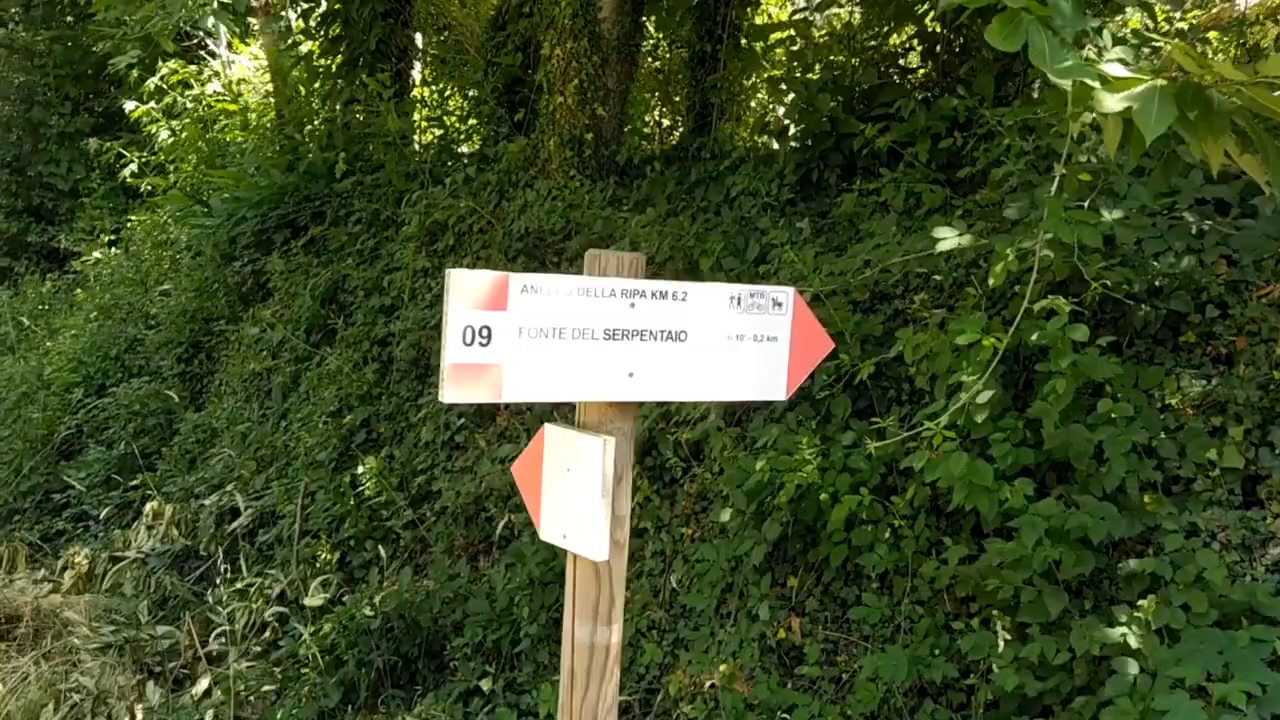 ANELLO DELLA RIPA KM 6.2
MTB
09
FONTE DEL SERPENTAIO
10' - 0,2 km